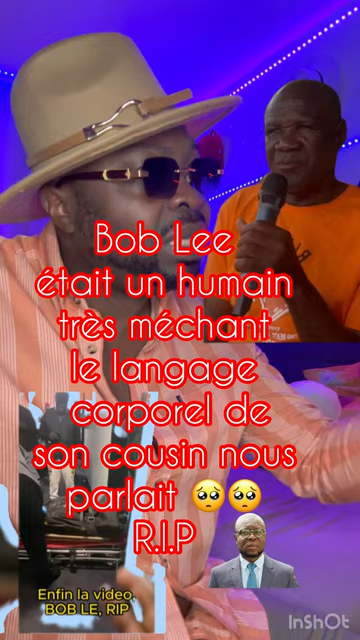 Bob Lee
était un humain
très méchant
le langage
corporel de
son cousin nous
parlait 🥺🥺
R.I.P
Enfin la video,
BOB LE, RIP
InShOt